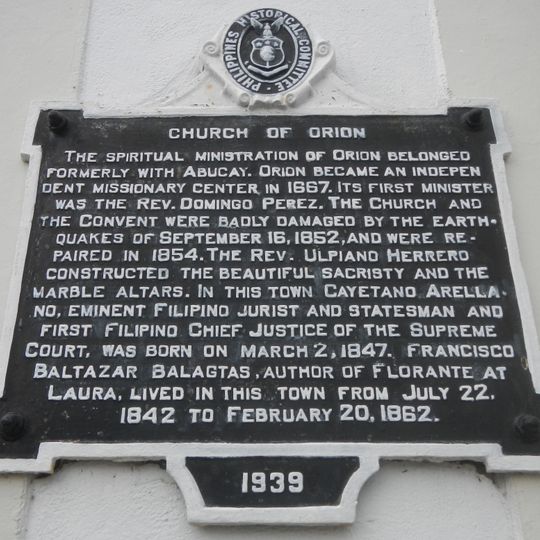 PHILIPPINES HISTORICAL COMMITTEE
CHURCH OF ORION
THE SPIRITUAL MINISTRATION OF ORION BELONGED
FORMERLY WITH ABUCAY. ORION BECAME AN INDEPEN
DENT MISSIONARY CENTER IN 1667. ITS FIRST MINISTER
WAS THE REV. DOMINGO PEREZ. THE CHURCH AND
THE CONVENT WERE BADLY DAMAGED BY THE EARTH-
QUAKES OF SEPTEMBER 16, 1852, AND WERE RE-
PAIRED IN 1854. THE REV. ULPIANO HERRERO
CONSTRUCTED THE BEAUTIFUL SACRISTY AND THE
MARBLE ALTARS. IN THIS TOWN CAYETANO ARELLA-
NO, EMINENT FILIPINO JURIST AND STATESMAN AND
FIRST FILIPINO CHIEF JUSTICE OF THE SUPREME
COURT, WAS BORN ON MARCH 2, 1847. FRANCISCO
BALTAZAR BALAGTAS, AUTHOR OF FLORANTE AT
LAURA, LIVED IN THIS TOWN FROM JULY 22,
1842 TO FEBRUARY 20, 1862.
1939